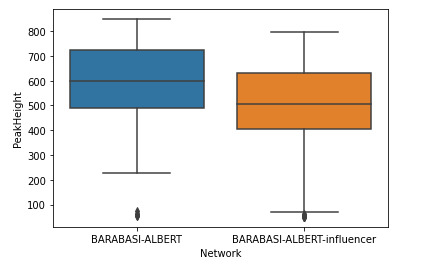 800
700
600
500
400
300
200
100
PeakHeight
BARABASI-ALBERT
BARABASI-ALBERT-influencer
Network